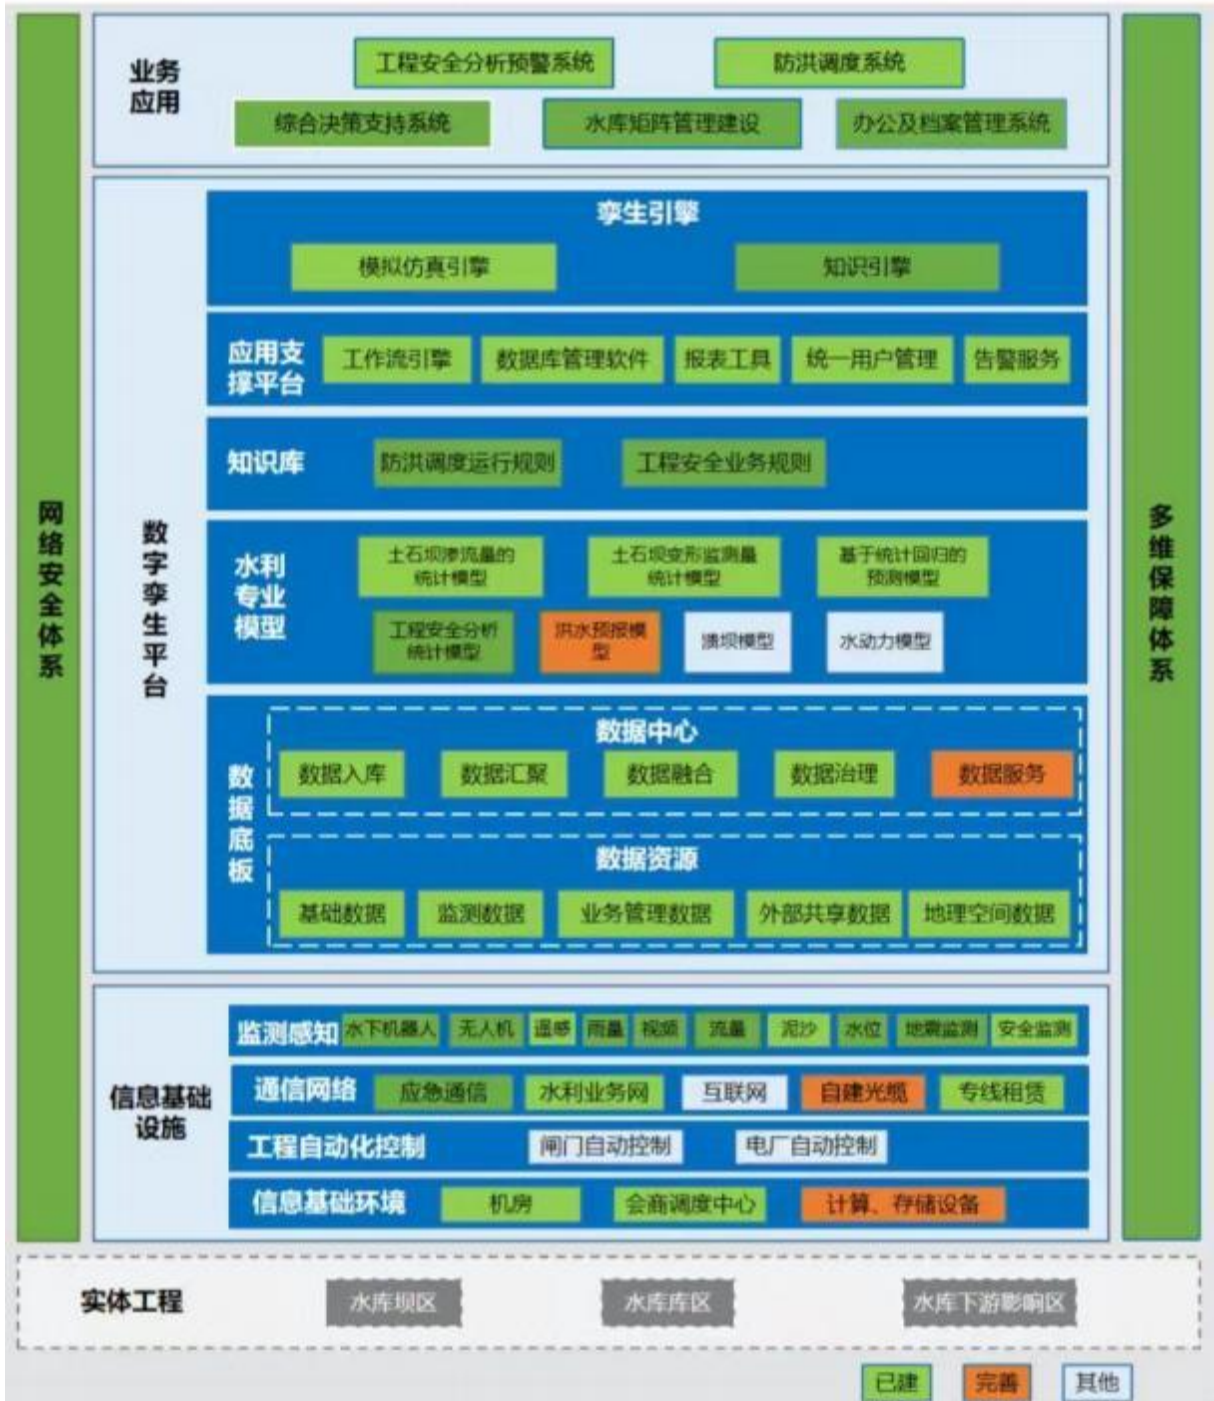 业务
应用
工程安全分析预警系统
防洪调度系统
综合决策支持系统
水库矩阵管理建设
办公及档案管理系统
网络安全体系
数字孪生平台
孪生引擎
模拟仿真引擎
知识引擎
应用支
撑平台
工作流引擎
数据库管理软件
报表工具
统一用户管理
告警服务
知识库
防洪调度运行规则
工程安全业务规则
水利
专业
模型
土石坝渗流量的
统计模型
土石坝变形监测量
统计模型
基于统计回归的
预测模型
工程安全分析
统计模型
洪水预报模
型
溃坝模型
水动力模型
数据底板
数据中心
数据入库
数据汇聚
数据融合
数据治理
数据服务
数据资源
基础数据
监测数据
业务管理数据
外部共享数据
地理空间数据
多维保障体系
信息基础
设施
监测感知
水下机器人
无人机
遥感
雨量
视频
流量
泥沙
水位
地震监测
安全监测
通信网络
应急通信
水利业务网
互联网
自建光缆
专线租赁
工程自动化控制
闸门自动控制
电厂自动控制
信息基础环境
机房
会商调度中心
计算、存储设备
实体工程
水库坝区
水库库区
水库下游影响区
已建
完善
其他